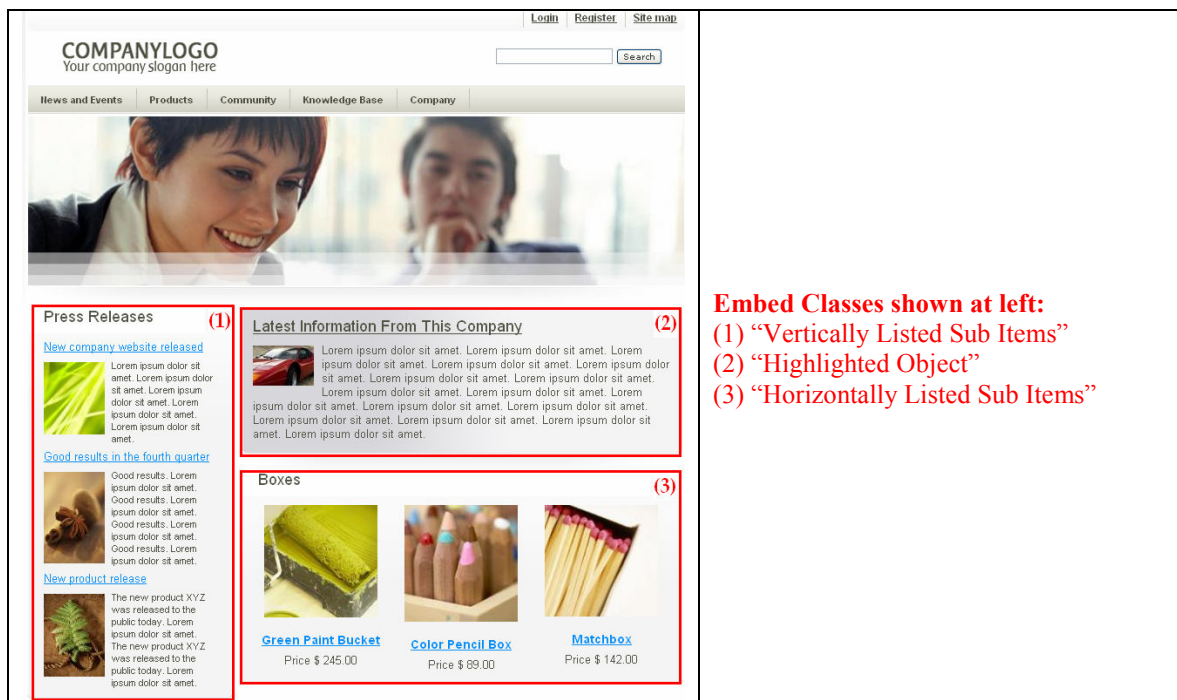 Login Register Site map
COMPANYLOGO
Your company slogan here
Search
News and Events Products Community Knowledge Base Company
Press Releases (1)
New company website released
Lorem ipsum dolor sit
amet. Lorem ipsum dolor
sit amet. Lorem ipsum
dolor sit amet. Lorem
ipsum dolor sit amet.
Lorem ipsum dolor sit
amet.
Good results in the fourth quarter
Good results. Lorem
ipsum dolor sit amet.
Good results. Lorem
ipsum dolor sit amet.
Good results. Lorem
ipsum dolor sit amet.
Good results. Lorem
ipsum dolor sit amet.
New product release
The new product XYZ
was released to the
public today. Lorem
ipsum dolor sit amet.
The new product XYZ
was released to the
public today. Lorem
ipsum dolor sit amet.
Latest Information From This Company (2)
Lorem ipsum dolor sit amet. Lorem ipsum dolor sit amet. Lorem
ipsum dolor sit amet. Lorem ipsum dolor sit amet. Lorem ipsum dolor
sit amet. Lorem ipsum dolor sit amet. Lorem ipsum dolor sit amet.
Lorem ipsum dolor sit amet. Lorem ipsum dolor sit amet. Lorem
ipsum dolor sit amet. Lorem ipsum dolor sit amet. Lorem ipsum dolor sit amet.
Lorem ipsum dolor sit amet. Lorem ipsum dolor sit amet. Lorem ipsum dolor sit
amet. Lorem ipsum dolor sit amet.
Boxes (3)
Green Paint Bucket
Price $ 245.00
Color Pencil Box
Price $ 89.00
Matchbox
Price $ 142.00
Embed Classes shown at left:
(1) “Vertically Listed Sub Items”
(2) “Highlighted Object”
(3) “Horizontally Listed Sub Items”